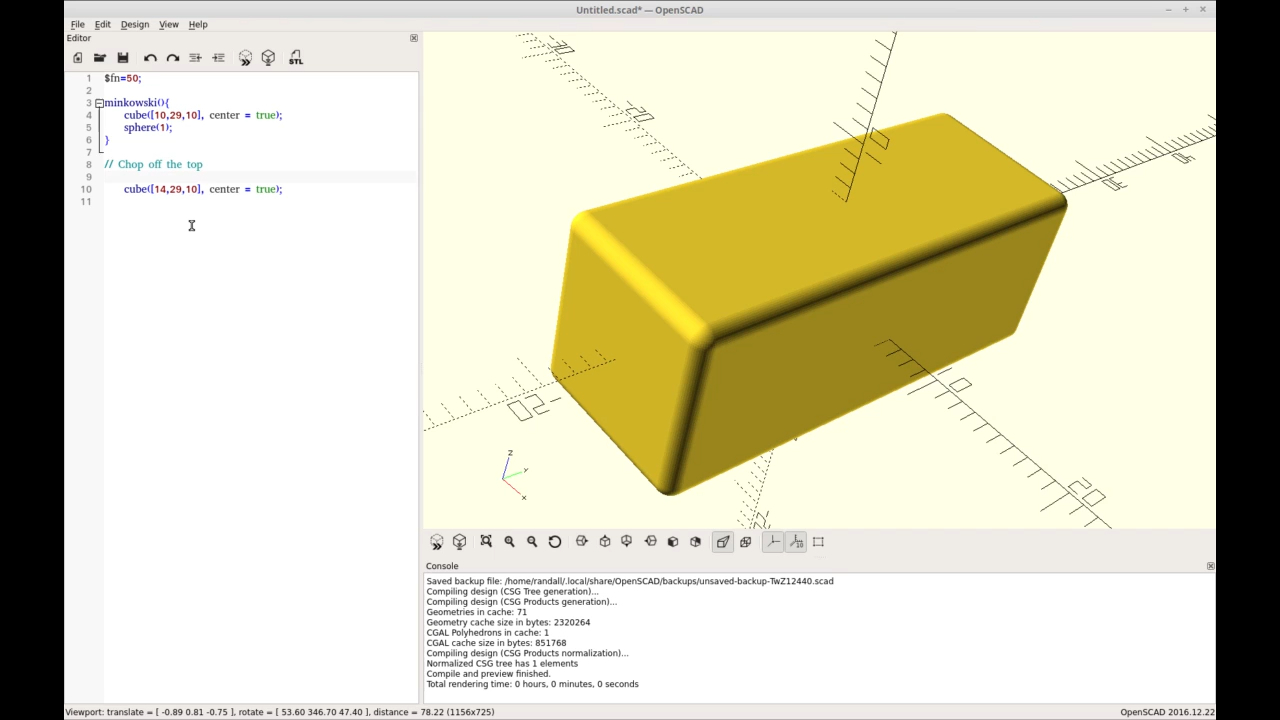 Untitled.scad* — OpenSCAD
File Edit Design View Help
Editor
STL
1 $fn=50;
2
3 minkowski(){
4 cube([10,29,10], center = true);
5 sphere(1);
6 }
7
8 // Chop off the top
9
10 cube([14,29,10], center = true);
11
Z
Y
X
10
Console
Saved backup file: /home/randall/.local/share/OpenSCAD/backups/unsaved-backup-TwZ12440.scad
Compiling design (CSG Tree generation)...
Compiling design (CSG Products generation)...
Geometries in cache: 71
Geometry cache size in bytes: 2320264
CGAL Polyhedrons in cache: 1
CGAL cache size in bytes: 851768
Compiling design (CSG Products normalization)...
Normalized CSG tree has 1 elements
Compile and preview finished.
Total rendering time: 0 hours, 0 minutes, 0 seconds
Viewport: translate = [ -0.89 0.81 -0.75 ], rotate = [ 53.60 346.70 47.40 ], distance = 78.22 (1156x725)
OpenSCAD 2016.12.22